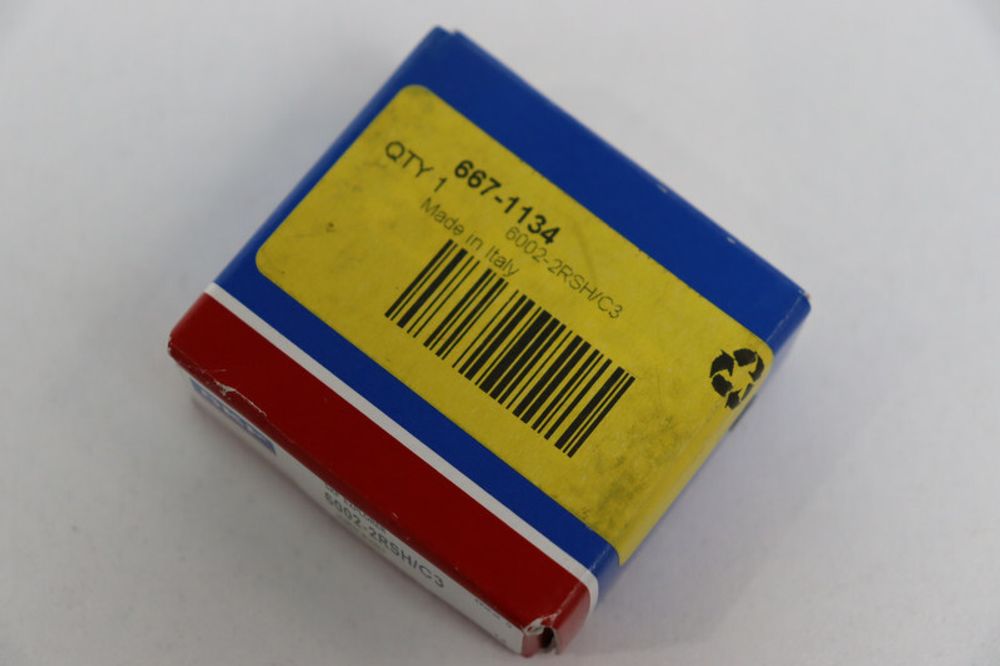 667-1134
QTY 1
6002-2RSH/C3
Made in Italy
6002-2RSH/C3